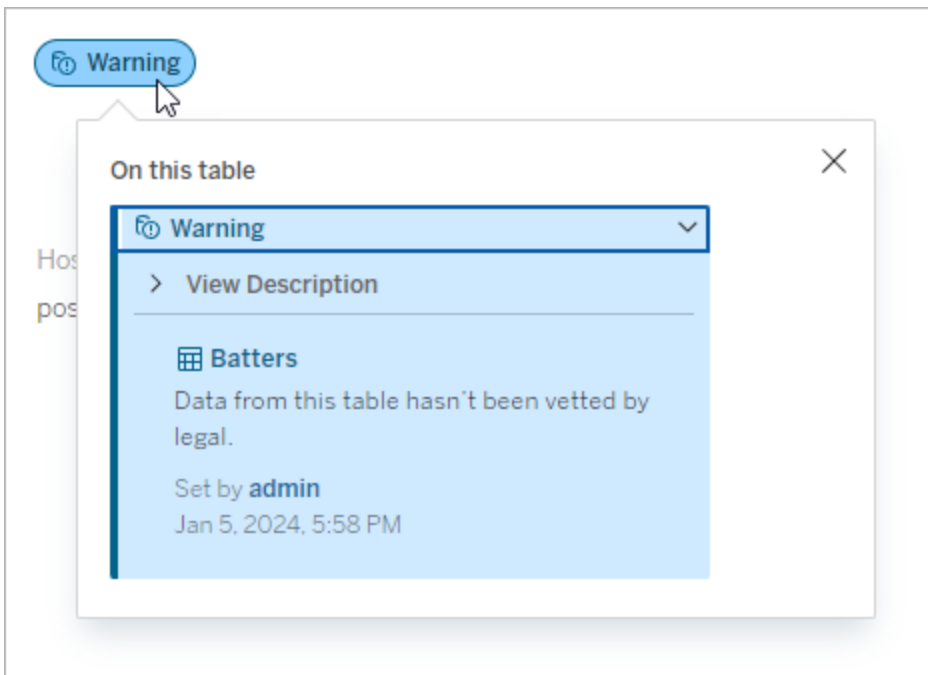 Warning
On this table
Warning
View Description
Batters
Data from this table hasn't been vetted by
legal.
Set by admin
Jan 5, 2024, 5:58 PM